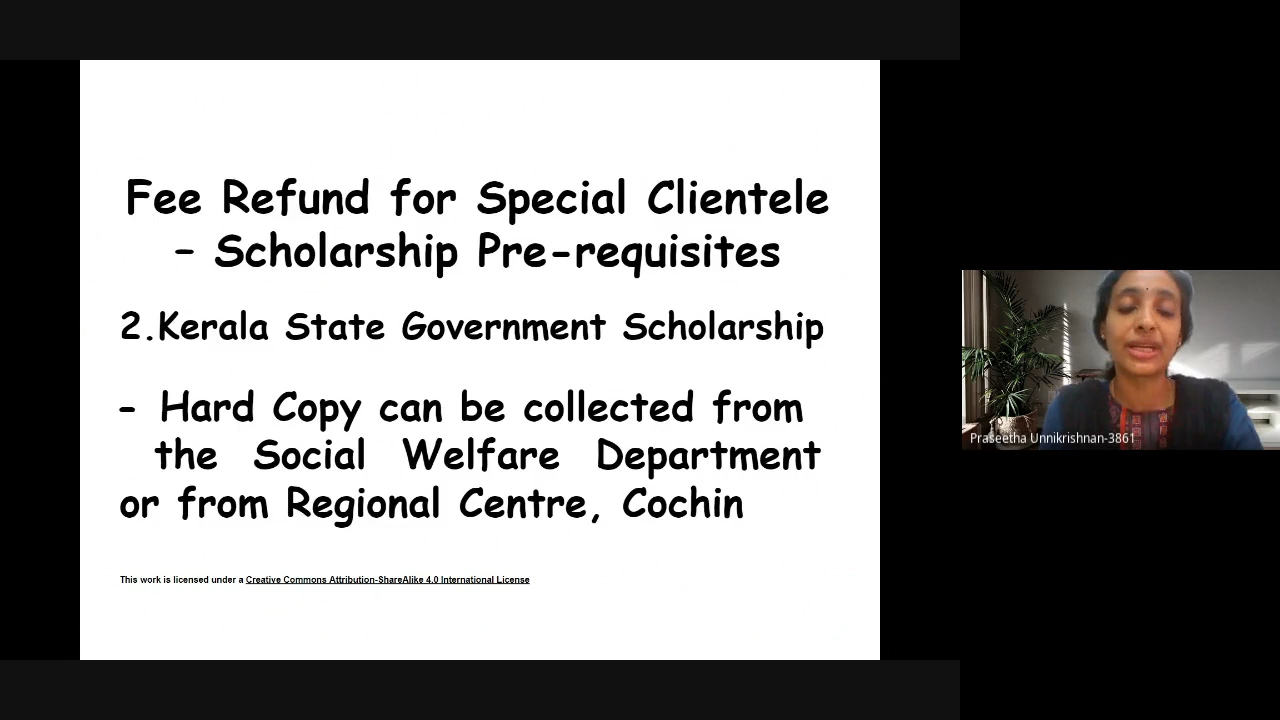 Fee Refund for Special Clientele
– Scholarship Pre-requisites
2.Kerala State Government Scholarship
- Hard Copy can be collected from
the Social Welfare Department
or from Regional Centre, Cochin
This work is licensed under a Creative Commons Attribution-ShareAlike 4.0 International License
Praseetha Unnikrishnan-3861